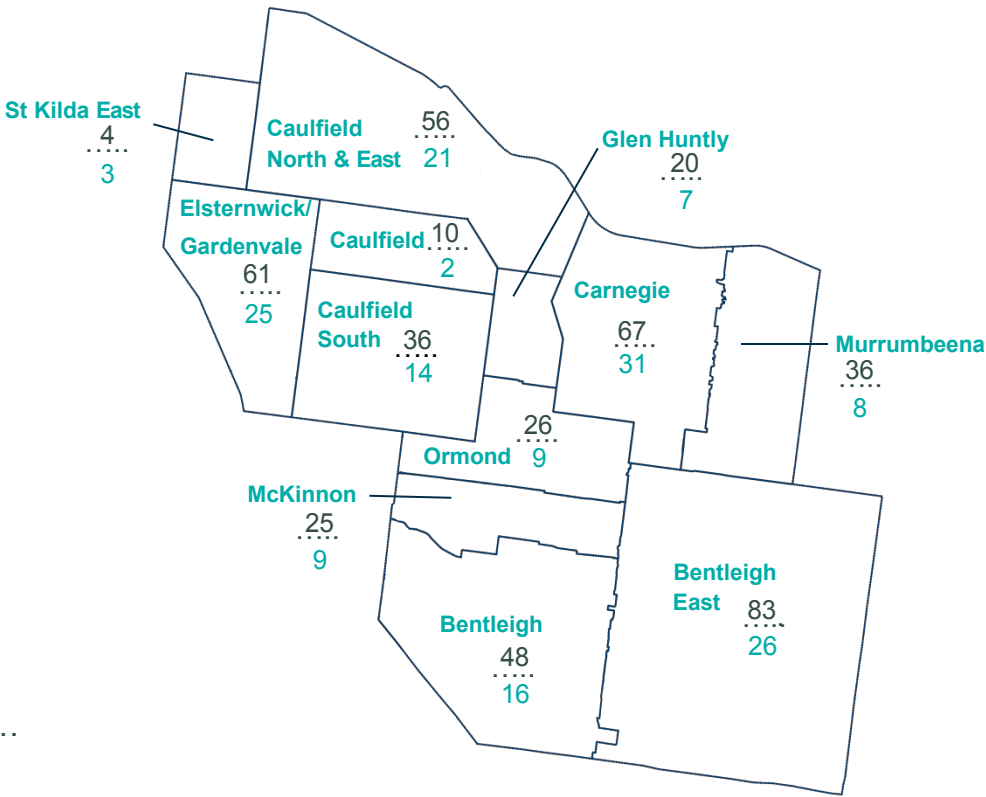 St Kilda East
4
3
Caulfield
North & East
56
21
Glen Huntly
20
7
Elsternwick/
Gardenvale
61
25
Caulfield
10
2
Caulfield
South
36
14
Carnegie
67
31
Murrumbeena
36
8
Ormond
26
9
McKinnon
25
9
Bentleigh
48
16
Bentleigh
East
83
26